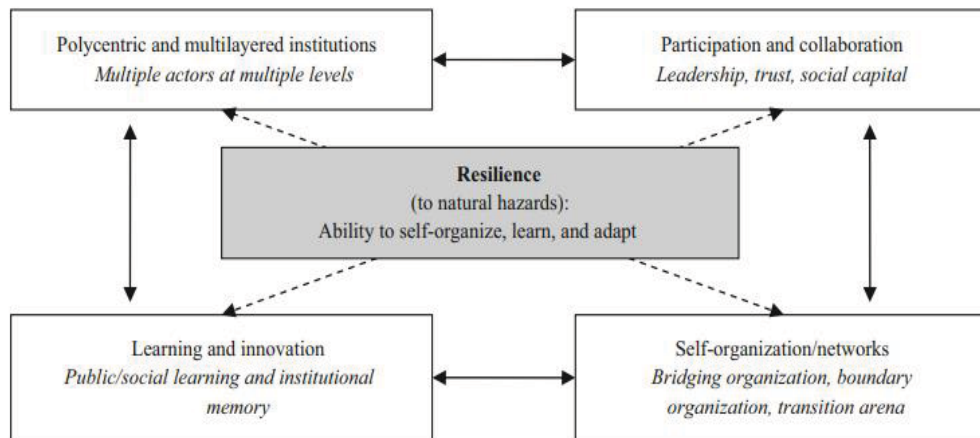 Polycentric and multilayered institutions
Multiple actors at multiple levels
Participation and collaboration
Leadership, trust, social capital
Resilience
(to natural hazards):
Ability to self-organize, learn, and adapt
Learning and innovation
Public/social learning and institutional
memory
Self-organization/networks
Bridging organization, boundary
organization, transition arena